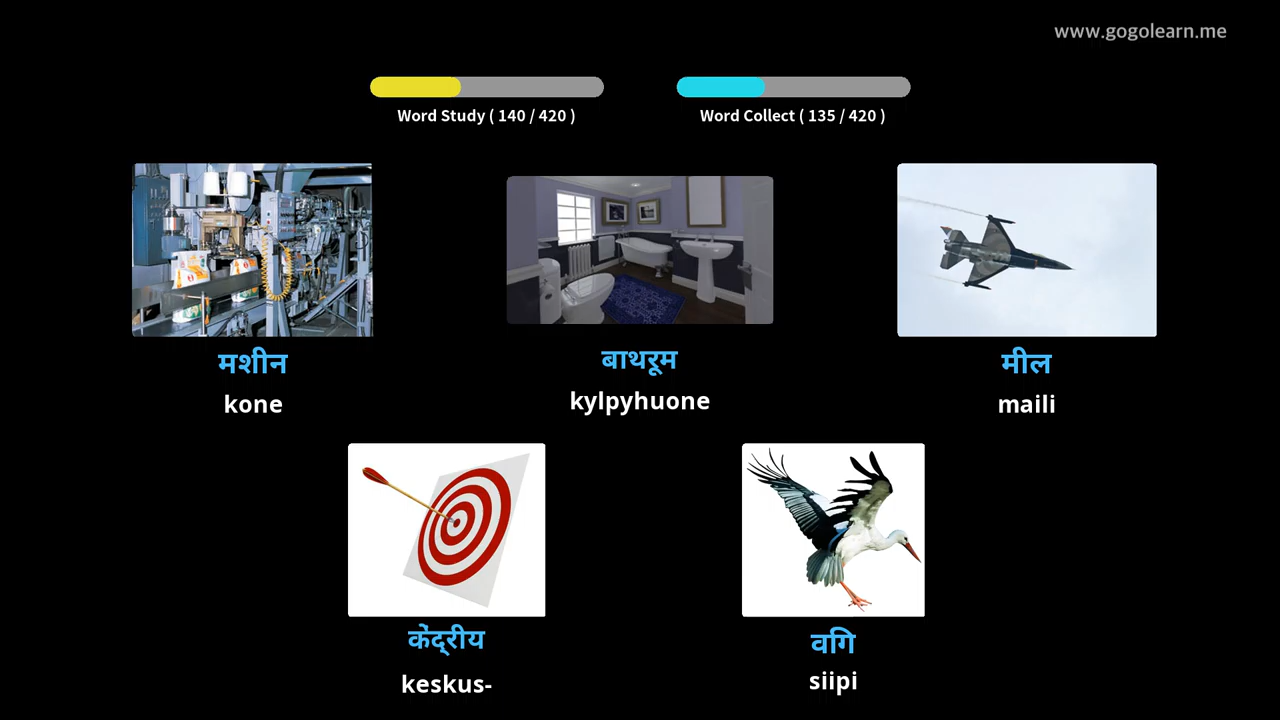 www.gogolearn.me
Word Study ( 140 / 420 )
Word Collect ( 135 / 420 )
मशीन
kone
बाथरूम
kylpyhuone
मील
maili
केंद्‌रीय
keskus-
वगि
siipi